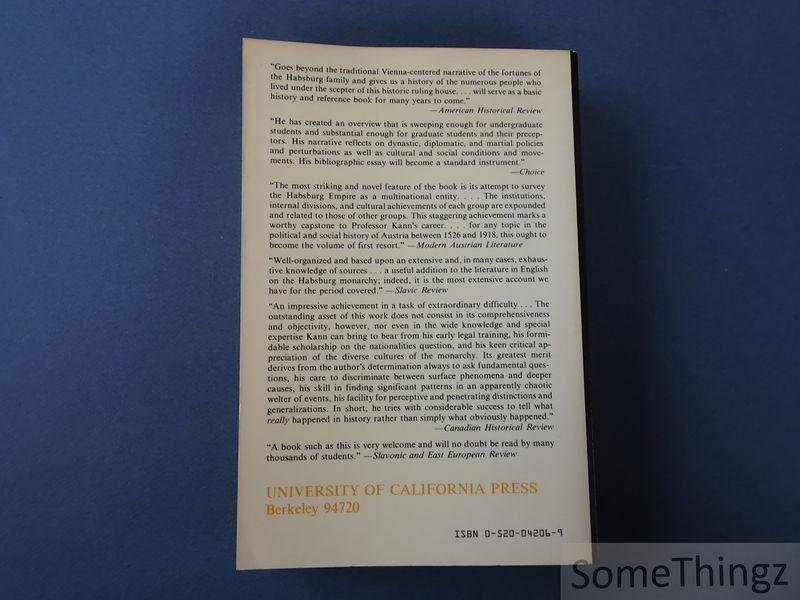 “Goes beyond the traditional Vienna-centered narrative of the fortunes of
the Habsburg family and gives us a history of the numerous people who
lived under the scepter of this historic ruling house. . . . will serve as a basic
history and reference book for many years to come.”
—American Historical Review
“He has created an overview that is sweeping enough for undergraduate
students and substantial enough for graduate students and their precep-
tors. His narrative reflects on dynastic, diplomatic, and martial policies
and perturbations as well as cultural and social conditions and move-
ments. His bibliographic essay will become a standard instrument.”
—Choice
“The most striking and novel feature of the book is its attempt to survey
the Habsburg Empire as a multinational entity. . . . The institutions,
internal divisions, and cultural achievements of each group are expounded
and related to those of other groups. This staggering achievement marks a
worthy capstone to Professor Kann's career. . . . for any topic in the
political and social history of Austria between 1526 and 1918, this ought to
become the volume of first resort.” —Modern Austrian Literature
“Well-organized and based upon an extensive and, in many cases, exhaus-
tive knowledge of sources . . . a useful addition to the literature in English
on the Habsburg monarchy; indeed, it is the most extensive account we
have for the period covered.” —Slavic Review
“An impressive achievement in a task of extraordinary difficulty . . . The
outstanding asset of this work does not consist in its comprehensiveness
and objectivity, however, nor even in the wide knowledge and special
expertise Kann can bring to bear from his early legal training, his formi-
dable scholarship on the nationalities question, and his keen critical ap-
preciation of the diverse cultures of the monarchy. Its greatest merit
derives from the author's determination always to ask fundamental ques-
tions, his care to discriminate between surface phenomena and deeper
causes, his skill in finding significant patterns in an apparently chaotic
welter of events, his facility for perceptive and penetrating distinctions and
generalizations. In short, he tries with considerable success to tell what
really happened in history rather than simply what obviously happened.”
—Canadian Historical Review
“A book such as this is very welcome and will no doubt be read by many
thousands of students.” —Slavonic and East European Review
UNIVERSITY OF CALIFORNIA PRESS
Berkeley 94720
ISBN 0-520-04206-9
SomeThingz